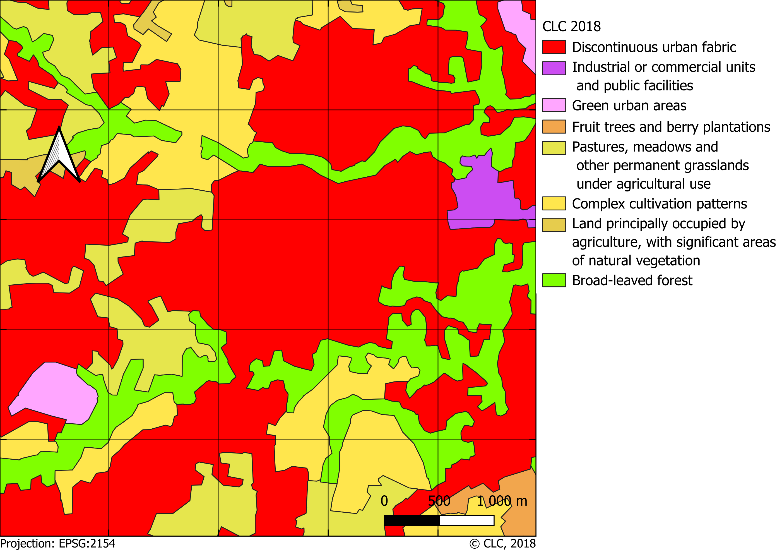 CLC 2018
Discontinuous urban fabric
Industrial or commercial units
and public facilities
Green urban areas
Fruit trees and berry plantations
Pastures, meadows and
other permanent grasslands
under agricultural use
Complex cultivation patterns
Land principally occupied by
agriculture, with significant areas
of natural vegetation
Broad-leaved forest
0 500 1 000 m
Projection: EPSG:2154
© CLC, 2018